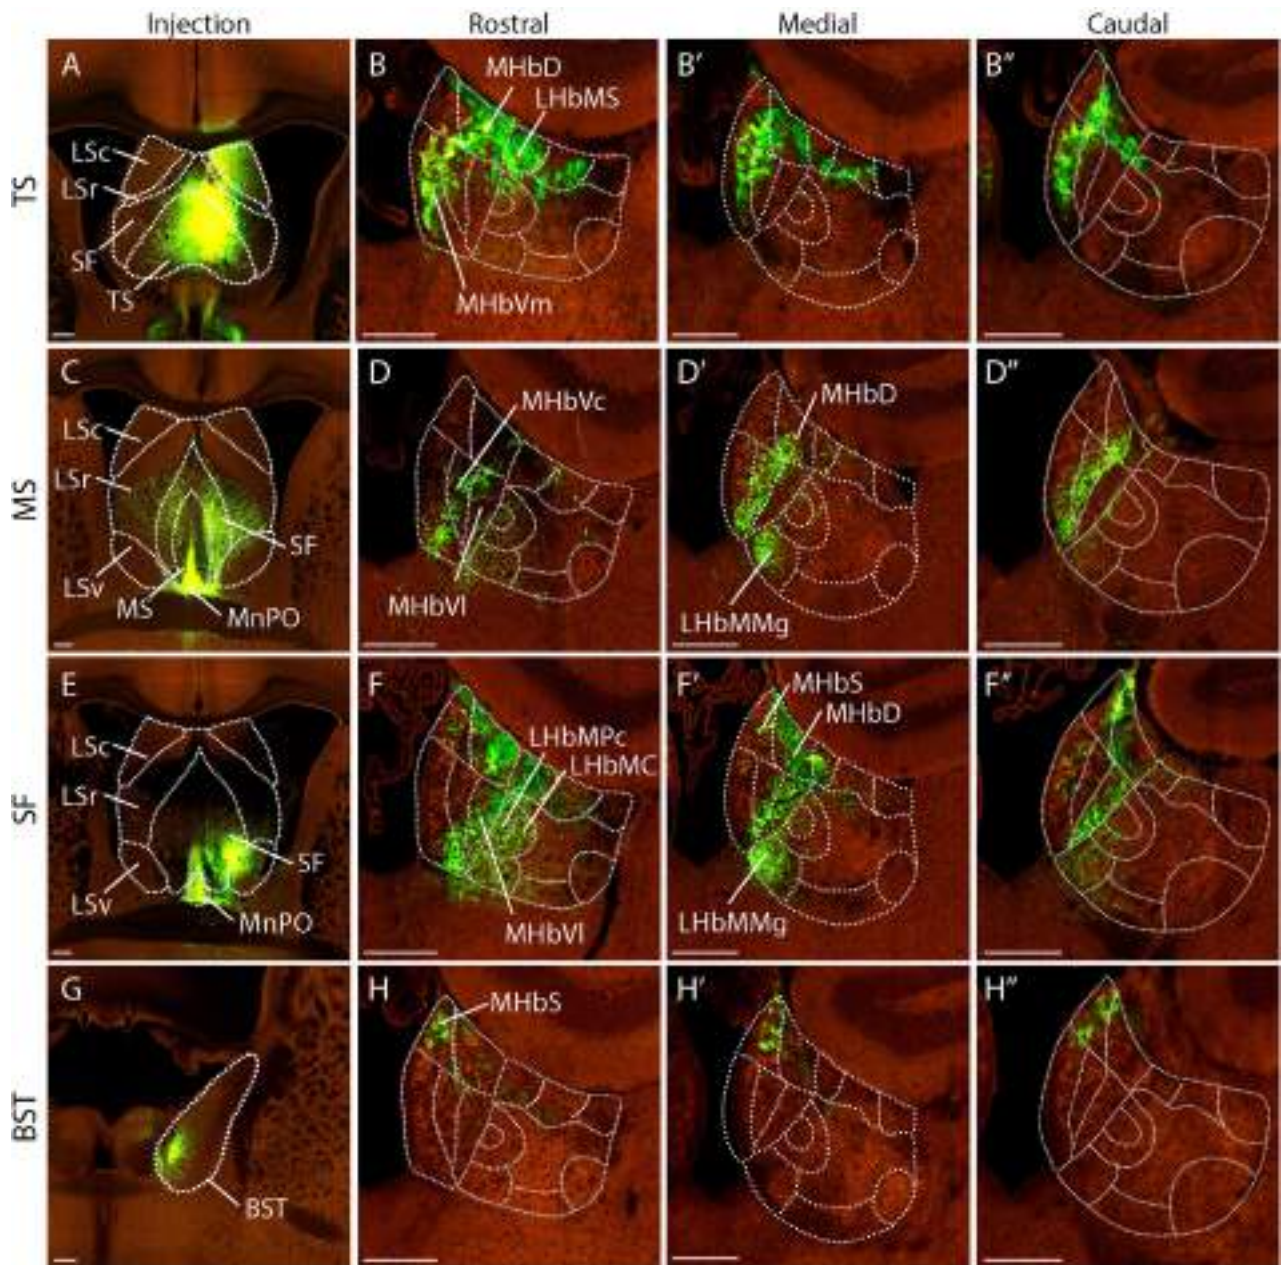 Injection Rostral Medial Caudal
TS
A
LSc
LSr
SF
TS
B
MHbD
LHbMS
MHbVm
B′
B″
MS
C
LSc
LSr
LSv
MS
MnPO
SF
D
MHbVc
MHbVl
D′
MHbD
LHbMMg
D″
SF
E
LSc
LSr
LSv
SF
MnPO
F
LHbMPc
LHbMC
MHbVl
F′
MHbS
MHbD
LHbMMg
F″
BST
G
BST
H
MHbS
H′
H″